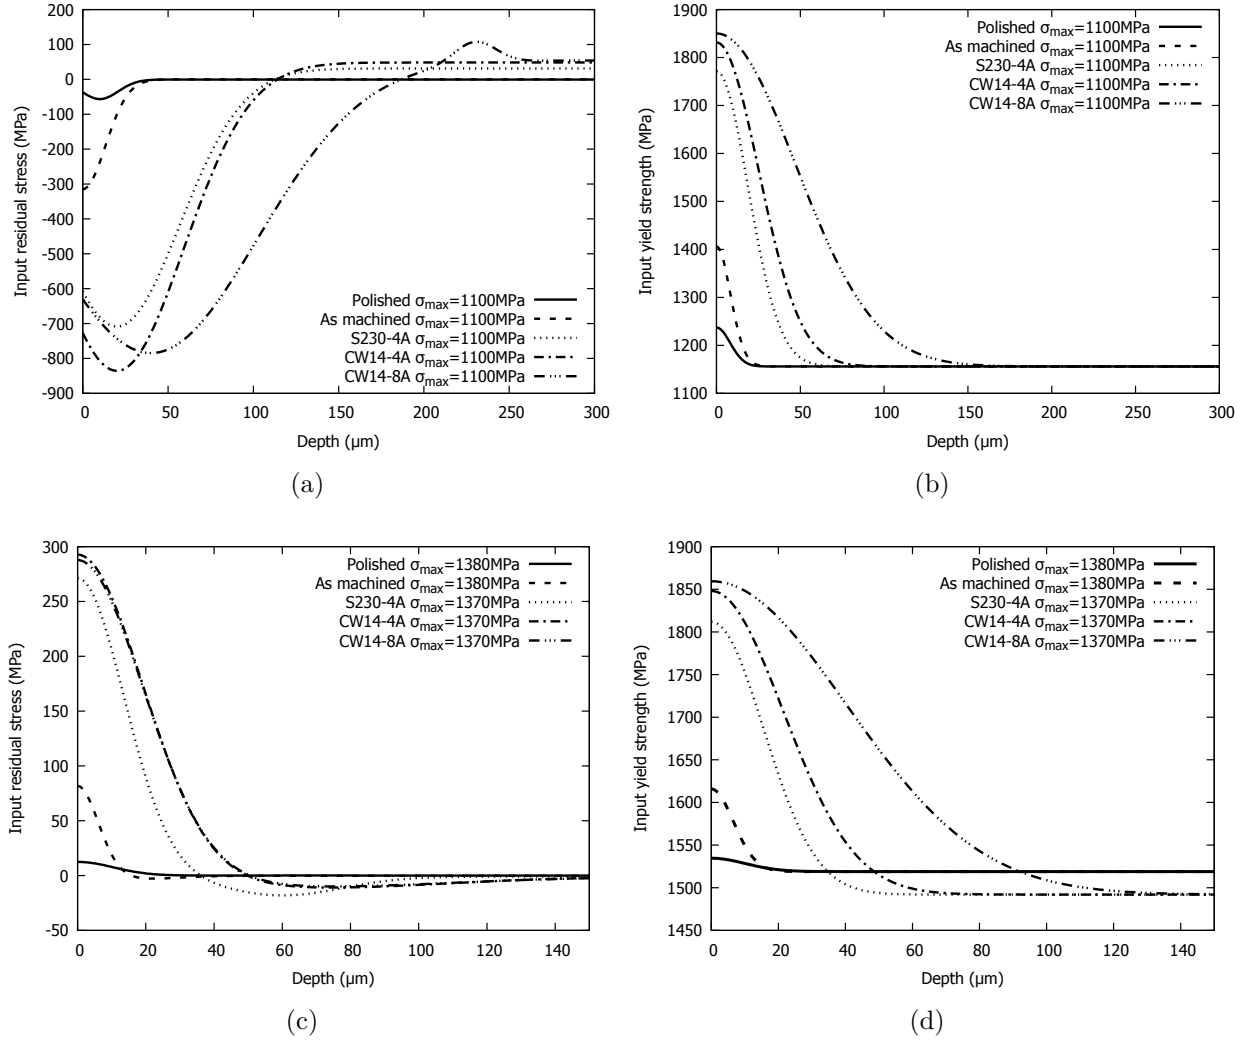 200
100
0
-100
-200
-300
-400
-500
-600
-700
-800
-900
Input residual stress (MPa)
Polished σmax=1100MPa
As machined σmax=1100MPa
S230-4A σmax=1100MPa
CW14-4A σmax=1100MPa
CW14-8A σmax=1100MPa
0 50 100 150 200 250 300
Depth (µm)
(a)
1900
1800
1700
1600
1500
1400
1300
1200
1100
Input yield strength (MPa)
Polished σmax=1100MPa
As machined σmax=1100MPa
S230-4A σmax=1100MPa
CW14-4A σmax=1100MPa
CW14-8A σmax=1100MPa
0 50 100 150 200 250 300
Depth (µm)
(b)
300
250
200
150
100
50
0
-50
Input residual stress (MPa)
Polished σmax=1380MPa
As machined σmax=1380MPa
S230-4A σmax=1370MPa
CW14-4A σmax=1370MPa
CW14-8A σmax=1370MPa
0 20 40 60 80 100 120 140
Depth (µm)
(c)
1900
1850
1800
1750
1700
1650
1600
1550
1500
1450
Input yield strength (MPa)
Polished σmax=1380MPa
As machined σmax=1380MPa
S230-4A σmax=1370MPa
CW14-4A σmax=1370MPa
CW14-8A σmax=1370MPa
0 20 40 60 80 100 120 140
Depth (µm)
(d)